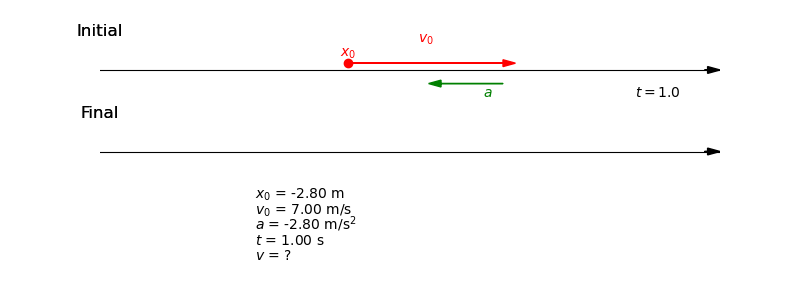 Initial
v₀
x₀
a
t = 1.0
Final
x₀ = -2.80 m
v₀ = 7.00 m/s
a = -2.80 m/s²
t = 1.00 s
v = ?